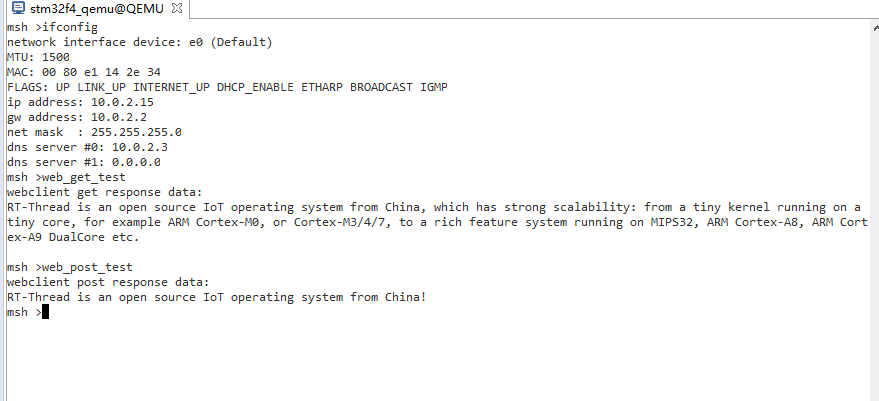 stm32f4_qemu@QEMU
msh >ifconfig
network interface device: e0 (Default)
MTU: 1500
MAC: 00 80 e1 14 2e 34
FLAGS: UP LINK_UP INTERNET_UP DHCP_ENABLE ETHARP BROADCAST IGMP
ip address: 10.0.2.15
gw address: 10.0.2.2
net mask  : 255.255.255.0
dns server #0: 10.0.2.3
dns server #1: 0.0.0.0
msh >web_get_test
webclient get response data:
RT-Thread is an open source IoT operating system from China, which has strong scalability: from a tiny kernel running on a
tiny core, for example ARM Cortex-M0, or Cortex-M3/4/7, to a rich feature system running on MIPS32, ARM Cortex-A8, ARM Cort
ex-A9 DualCore etc.
msh >web_post_test
webclient post response data:
RT-Thread is an open source IoT operating system from China!
msh >